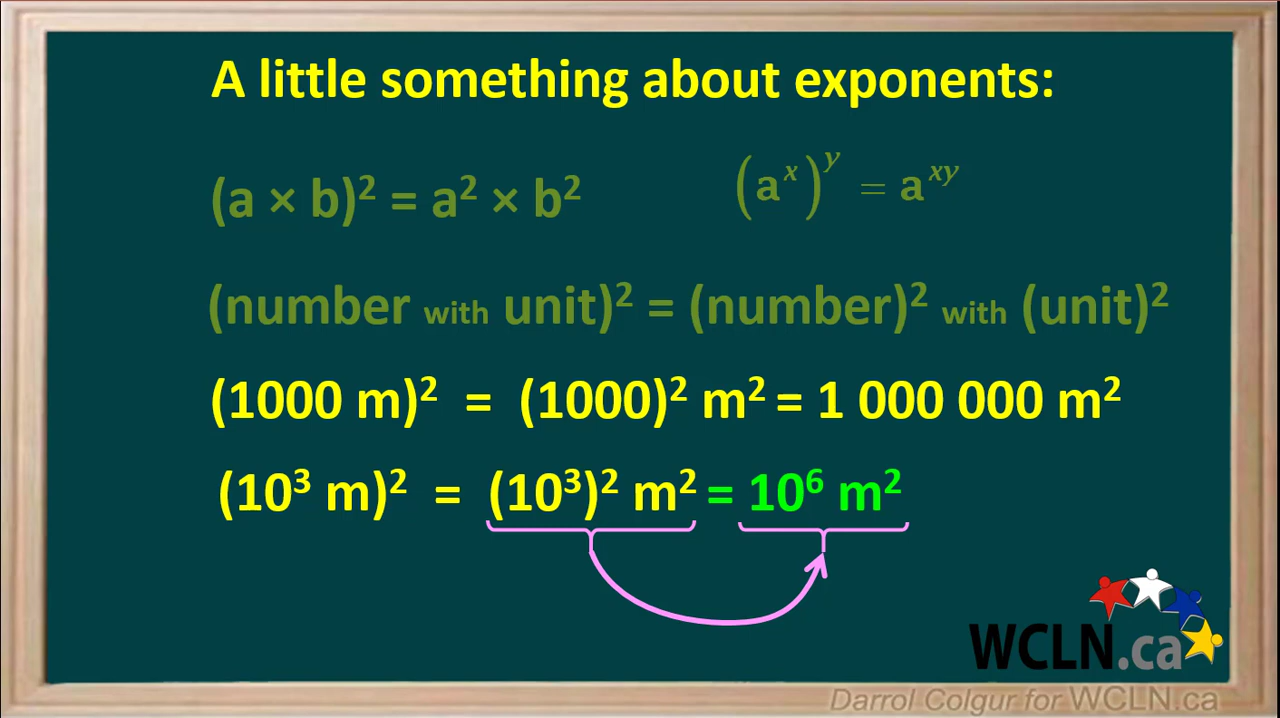 A little something about exponents:
(a × b)² = a² × b²
(aˣ)ʸ = aˣʸ
(number with unit)² = (number)² with (unit)²
(1000 m)² = (1000)² m² = 1 000 000 m²
(10³ m)² = (10³)² m² = 10⁶ m²
WCLN.ca
Darrol Colgur for WCLN.ca